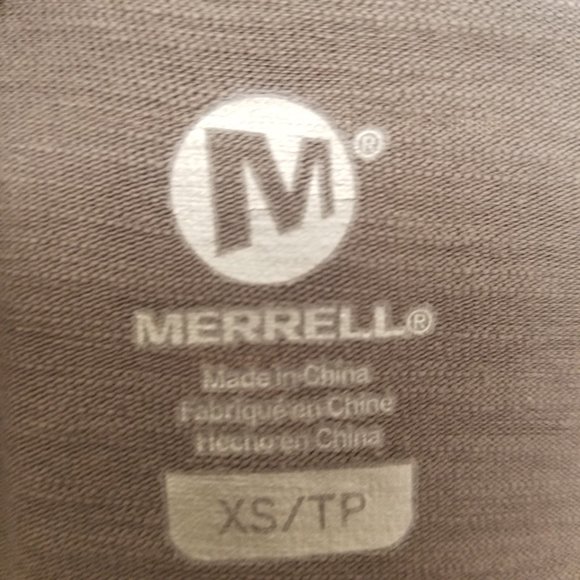 M®
MERRELL®
Made in China
Fabriqué en Chine
Hecho en China
XS/TP